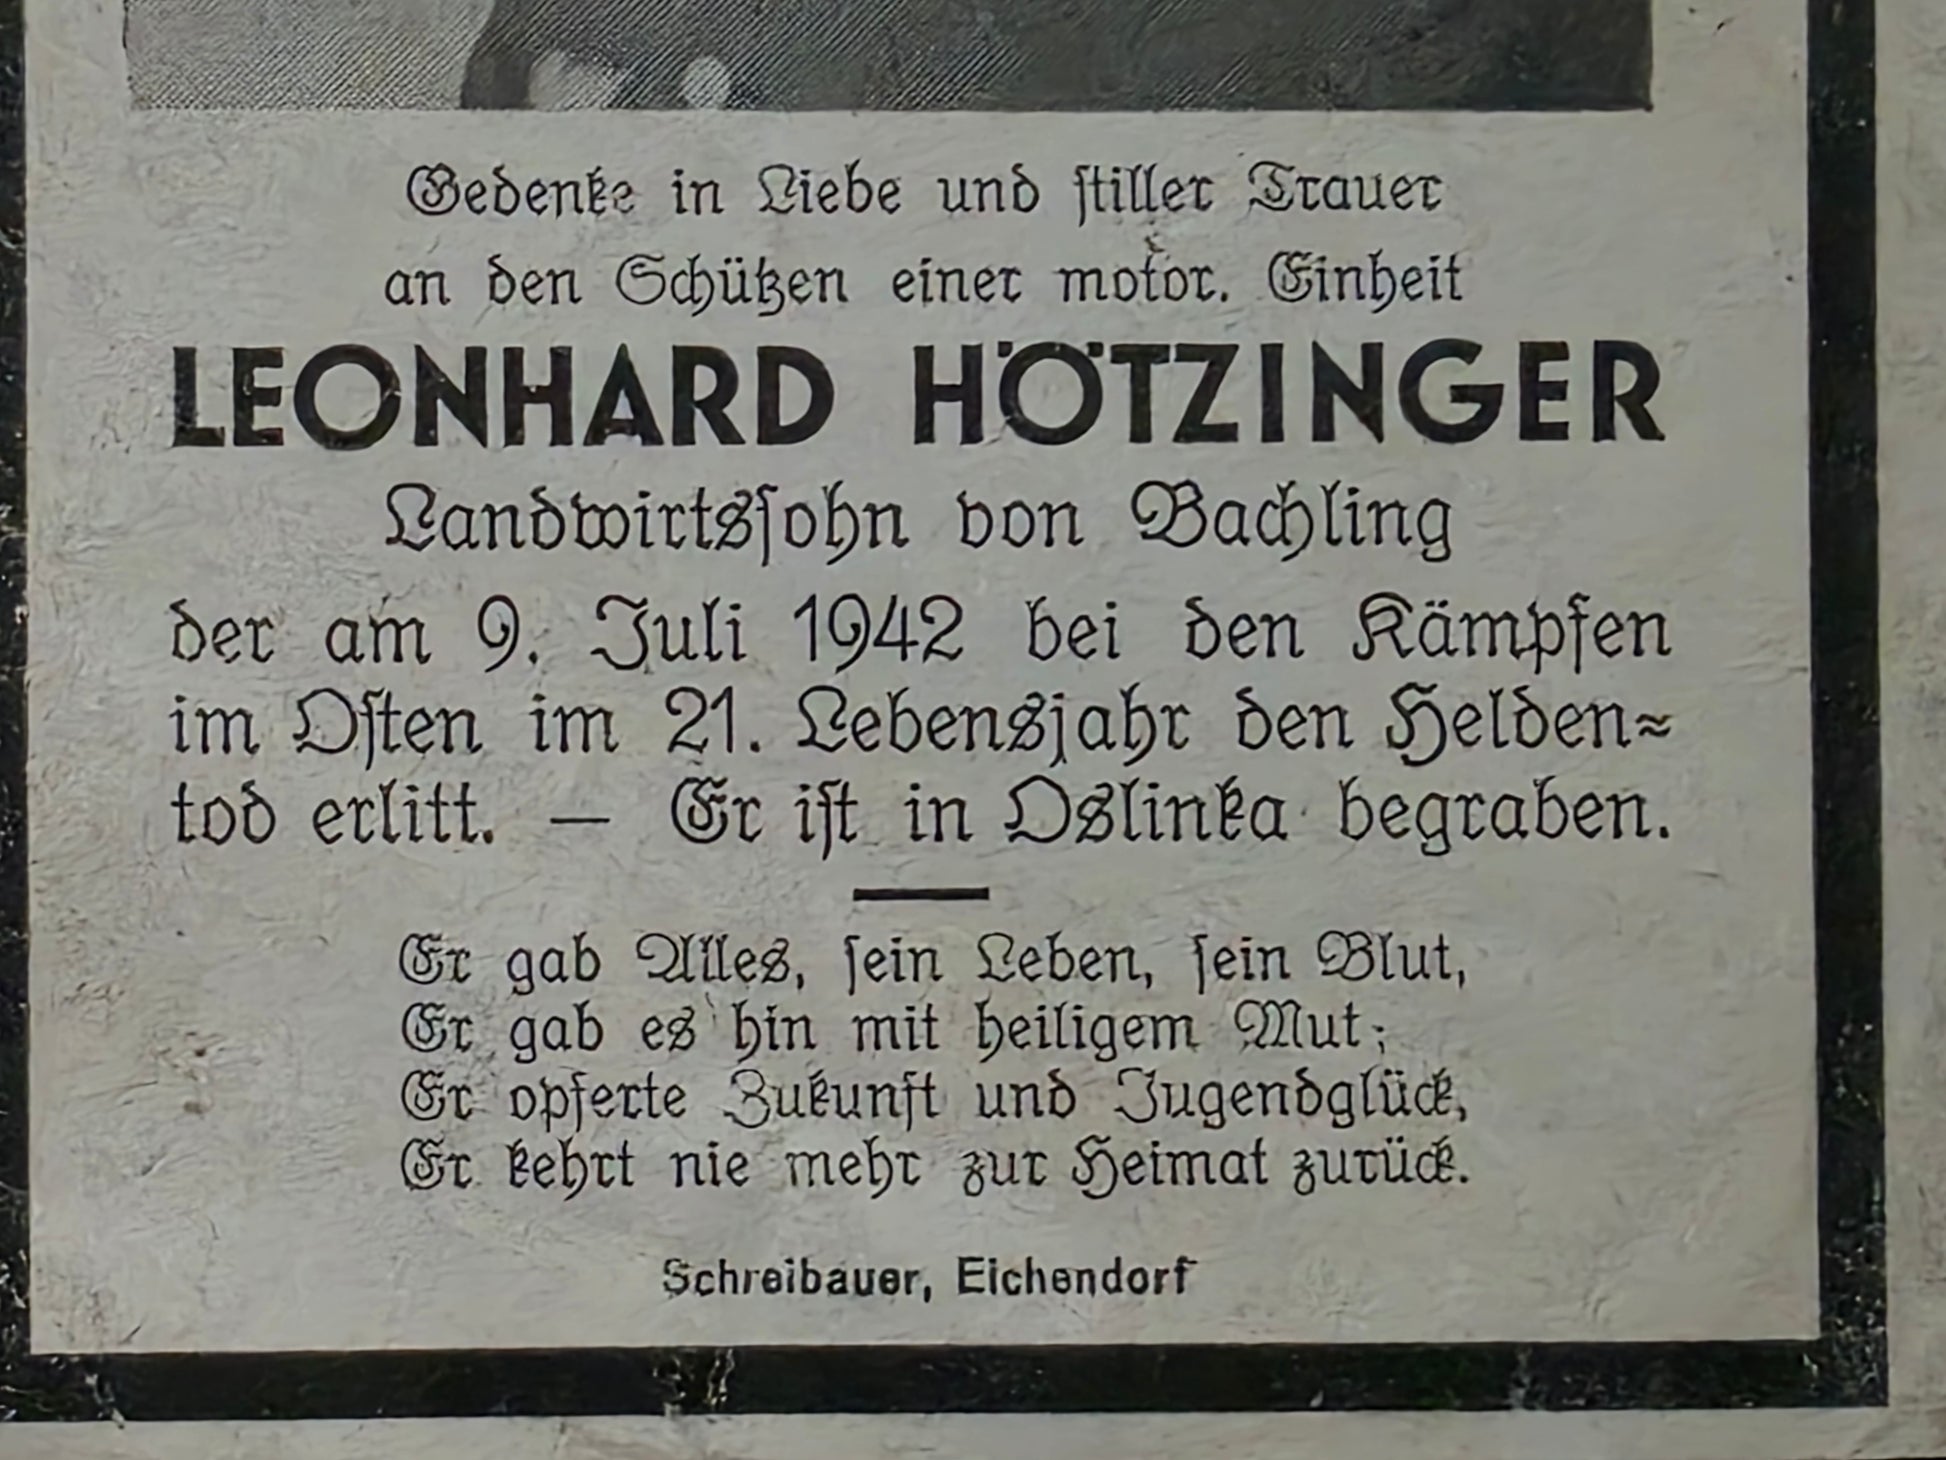 Gedenke in Liebe und stiller Trauer
an den Schützen einer motor. Einheit
LEONHARD HÖTZINGER
Landwirtssohn von Bachling
der am 9. Juli 1942 bei den Kämpfen
im Osten im 21. Lebensjahr den Helden-
tod erlitt. — Er ist in Oslinka begraben.
Er gab Alles, sein Leben, sein Blut,
Er gab es hin mit heiligem Mut;
Er opferte Zukunft und Jugendglück,
Er kehrt nie mehr zur Heimat zurück.
Schreibauer, Eichendorf